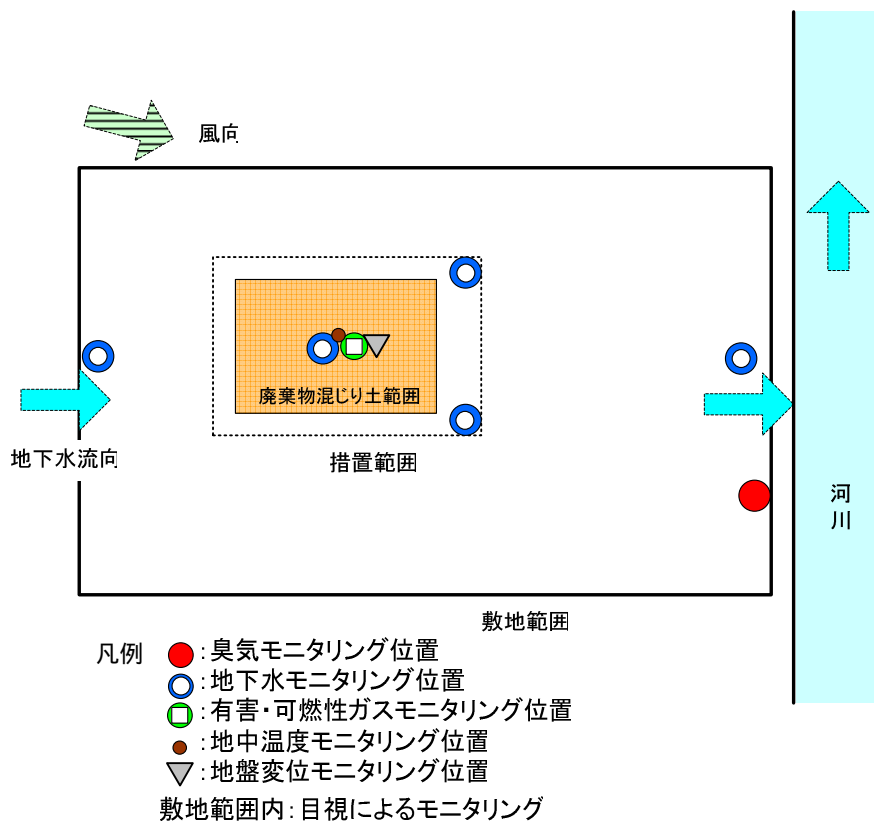 風向
廃棄物混じり土範囲
地下水流向
措置範囲
河
川
敷地範囲
凡例
:臭気モニタリング位置
:地下水モニタリング位置
:有害・可燃性ガスモニタリング位置
:地中温度モニタリング位置
:地盤変位モニタリング位置
敷地範囲内:目視によるモニタリング